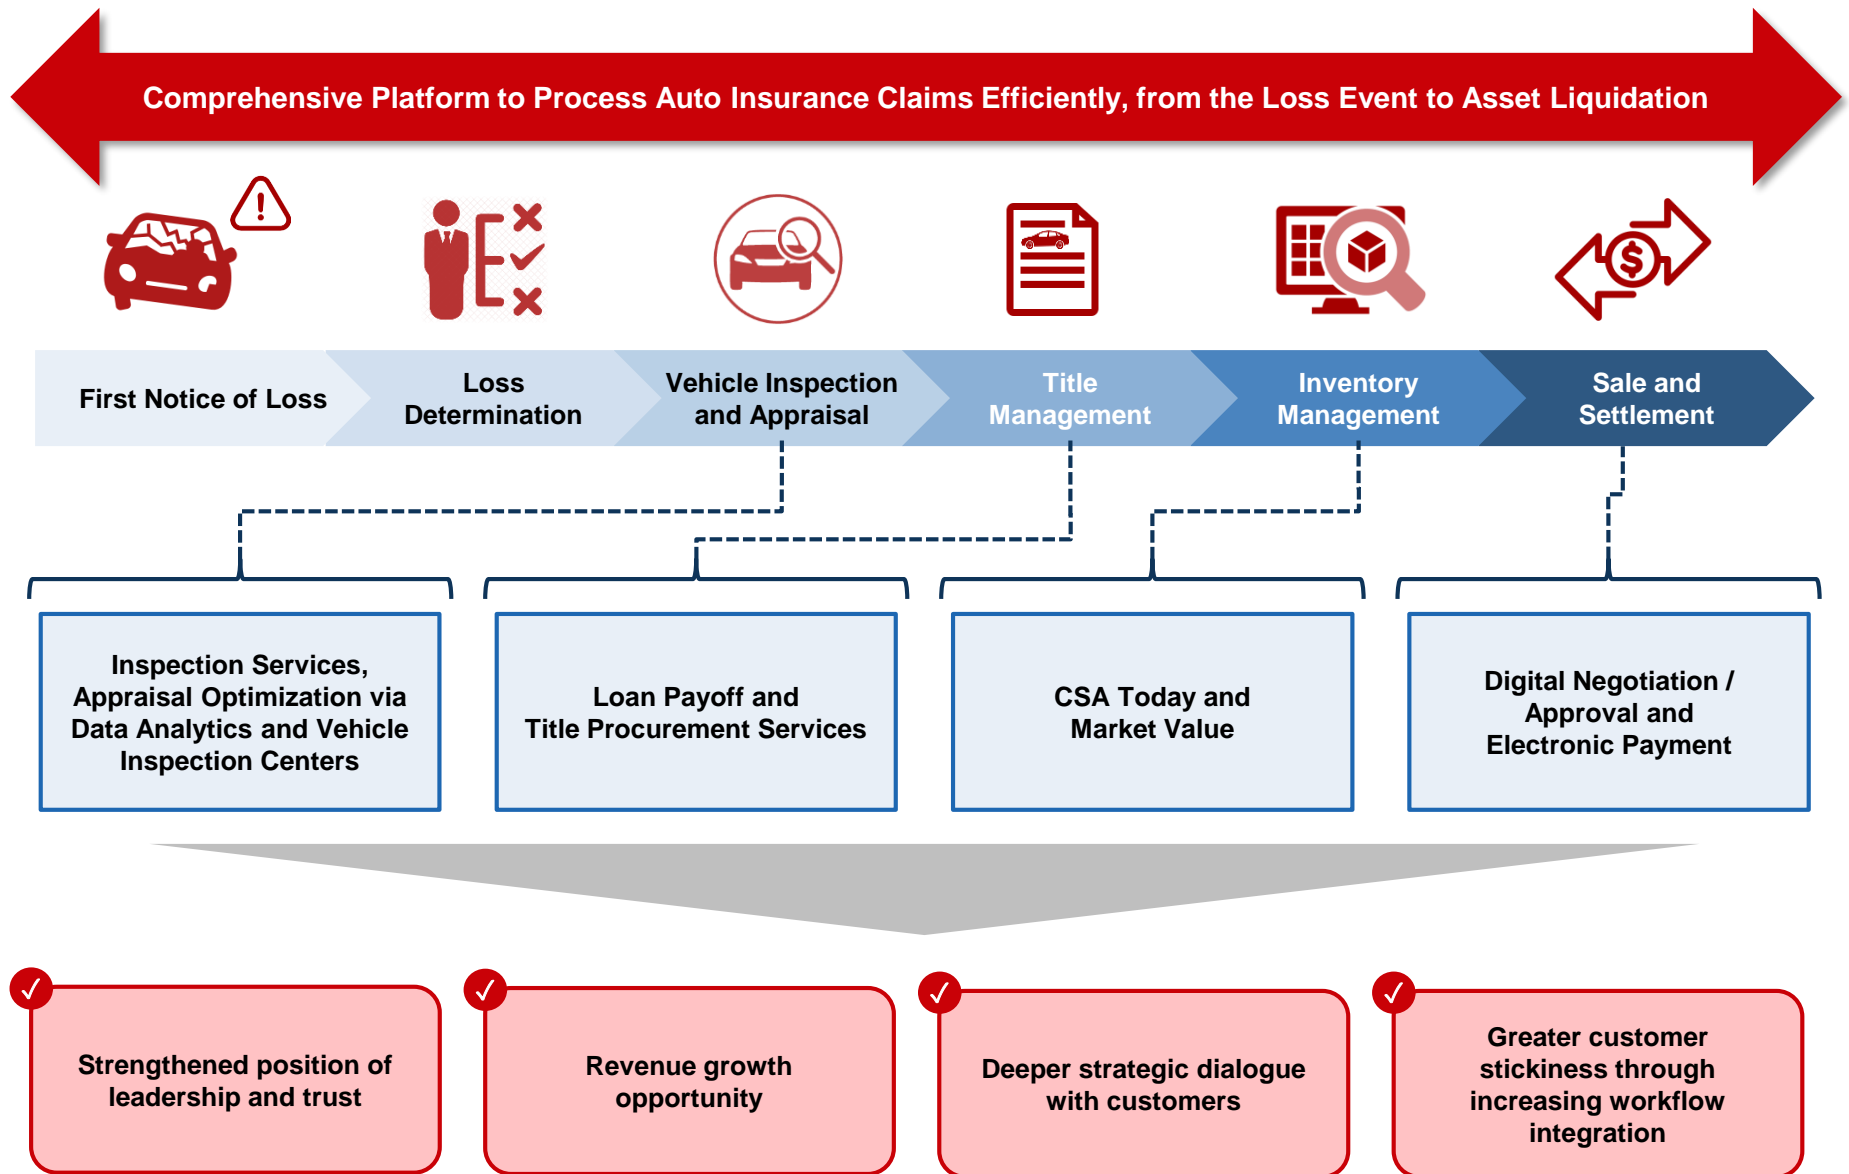 Comprehensive Platform to Process Auto Insurance Claims Efficiently, from the Loss Event to Asset Liquidation
First Notice of Loss
Loss
Determination
Vehicle Inspection
and Appraisal
Title
Management
Inventory
Management
Sale and
Settlement
Inspection Services,
Appraisal Optimization via
Data Analytics and Vehicle
Inspection Centers
Loan Payoff and
Title Procurement Services
CSA Today and
Market Value
Digital Negotiation /
Approval and
Electronic Payment
Strengthened position of
leadership and trust
Revenue growth
opportunity
Deeper strategic dialogue
with customers
Greater customer
stickiness through
increasing workflow
integration